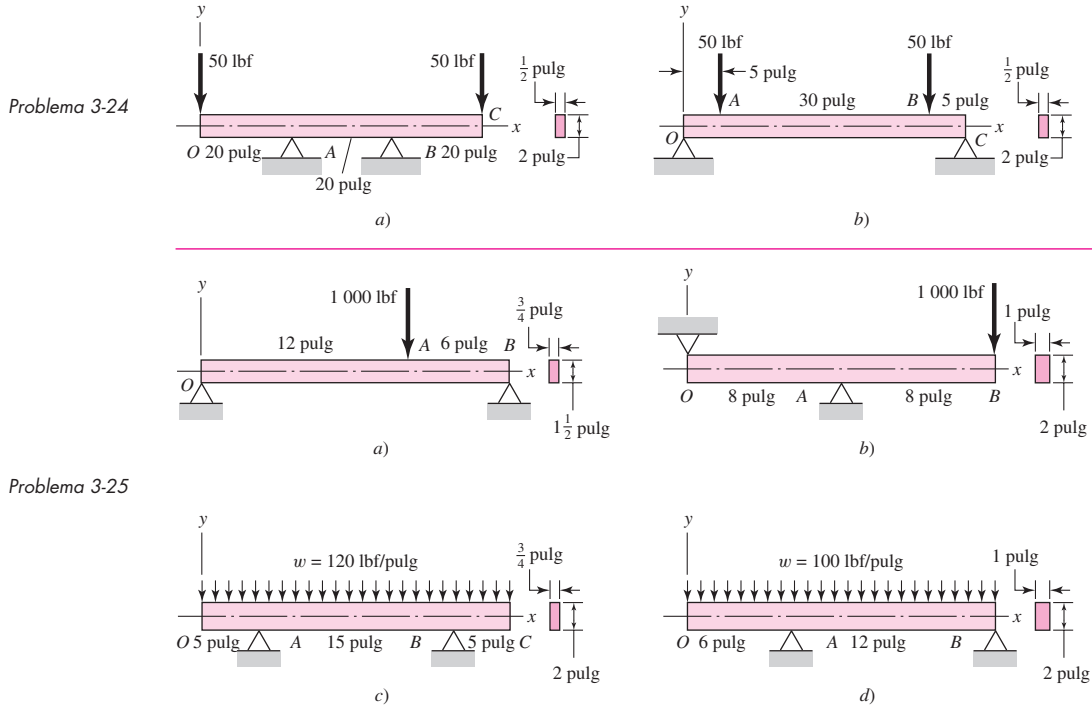 Problema 3-24
y
50 lbf
50 lbf
1/2 pulg
C
x
O 20 pulg
A
B 20 pulg
2 pulg
20 pulg
a)
y
50 lbf
50 lbf
5 pulg
1/2 pulg
A
30 pulg
B
5 pulg
x
O
C
2 pulg
b)
y
1 000 lbf
3/4 pulg
12 pulg
A
6 pulg
B
x
O
1 1/2 pulg
a)
y
1 000 lbf
1 pulg
x
O
8 pulg
A
8 pulg
B
2 pulg
b)
Problema 3-25
y
w = 120 lbf/pulg
3/4 pulg
x
O 5 pulg
A
15 pulg
B
5 pulg C
2 pulg
c)
y
w = 100 lbf/pulg
1 pulg
x
O
6 pulg
A
12 pulg
B
2 pulg
d)